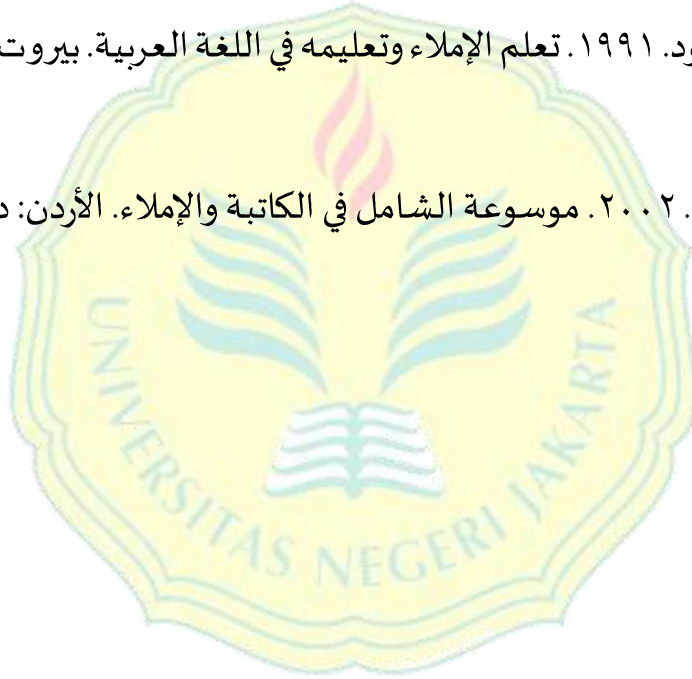 ود. ١٩٩١. تعلم الإملاء وتعليمه في اللغة العربية. بيروت
. ٢٠٠٢. موسوعة الشامل في الكاتبة والإملاء. الأردن: د
UNIVERSITAS NEGERI JAKARTA